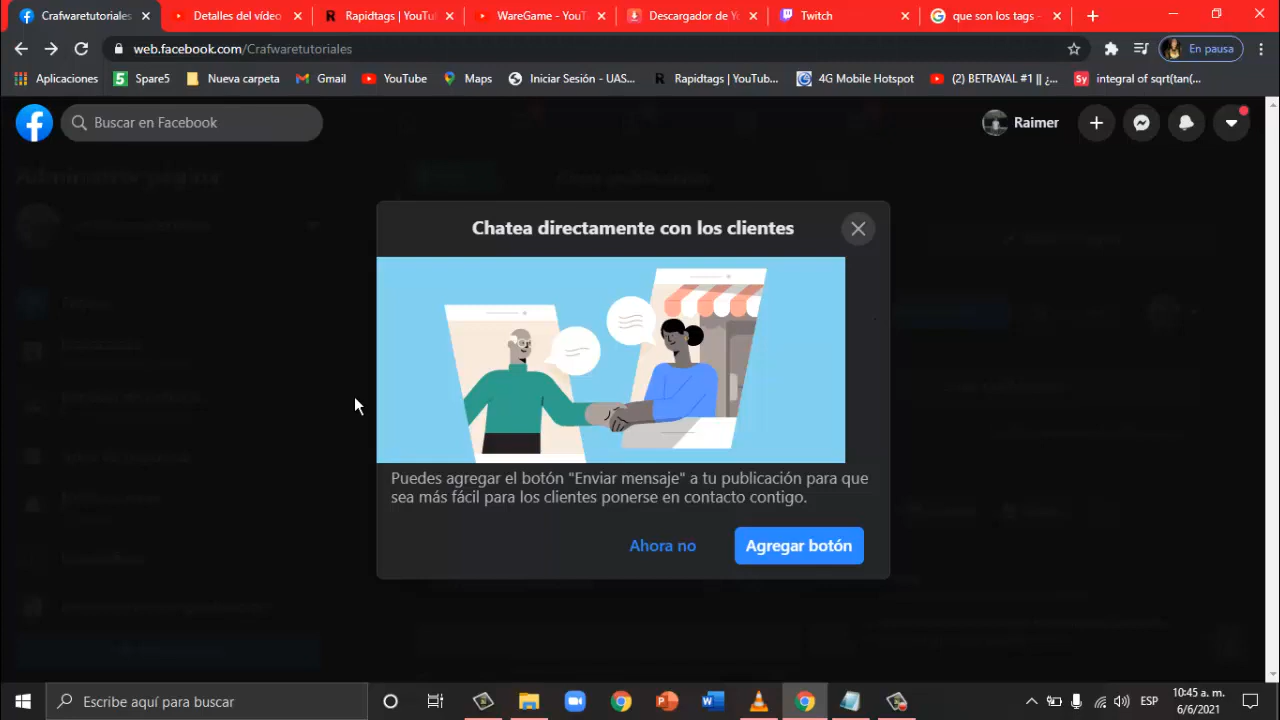 Crafwaretutoriales
Detalles del vídeo
Rapidtags | YouTu
WareGame - YouT
Descargador de Yo
Twitch
que son los tags -
web.facebook.com/Crafwaretutoriales
En pausa
Aplicaciones
Spare5
Nueva carpeta
Gmail
YouTube
Maps
Iniciar Sesión - UAS...
Rapidtags | YouTub...
4G Mobile Hotspot
(2) BETRAYAL #1 || ¿...
integral of sqrt(tan(...
Buscar en Facebook
Raimer
Chatea directamente con los clientes
Puedes agregar el botón "Enviar mensaje" a tu publicación para que
sea más fácil para los clientes ponerse en contacto contigo.
Ahora no
Agregar botón
Escribe aquí para buscar
ESP
10:45 a. m.
6/6/2021